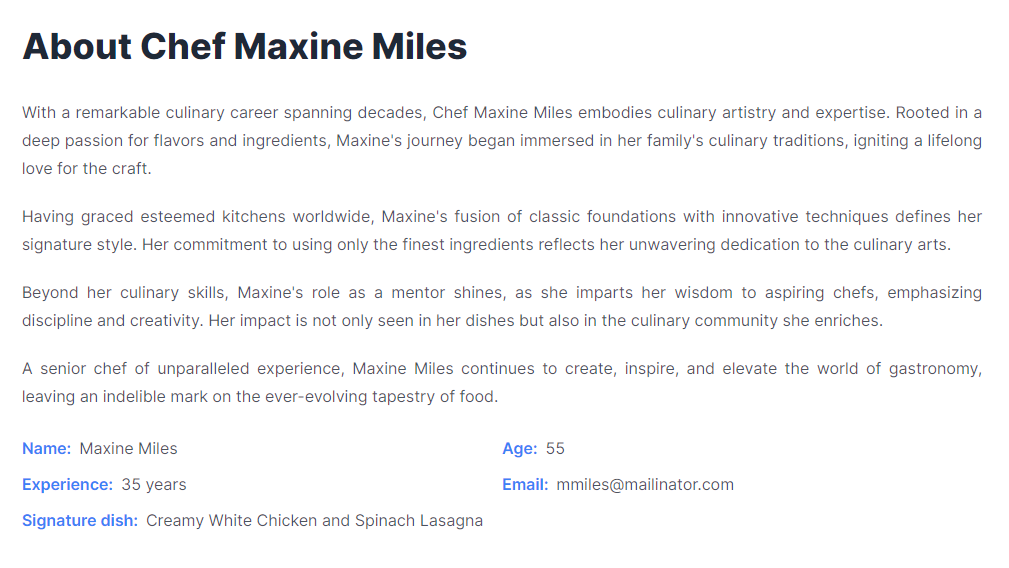 About Chef Maxine Miles
With a remarkable culinary career spanning decades, Chef Maxine Miles embodies culinary artistry and expertise. Rooted in a
deep passion for flavors and ingredients, Maxine's journey began immersed in her family's culinary traditions, igniting a lifelong
love for the craft.
Having graced esteemed kitchens worldwide, Maxine's fusion of classic foundations with innovative techniques defines her
signature style. Her commitment to using only the finest ingredients reflects her unwavering dedication to the culinary arts.
Beyond her culinary skills, Maxine's role as a mentor shines, as she imparts her wisdom to aspiring chefs, emphasizing
discipline and creativity. Her impact is not only seen in her dishes but also in the culinary community she enriches.
A senior chef of unparalleled experience, Maxine Miles continues to create, inspire, and elevate the world of gastronomy,
leaving an indelible mark on the ever-evolving tapestry of food.
Name: Maxine Miles Age: 55
Experience: 35 years Email: mmiles@mailinator.com
Signature dish: Creamy White Chicken and Spinach Lasagna